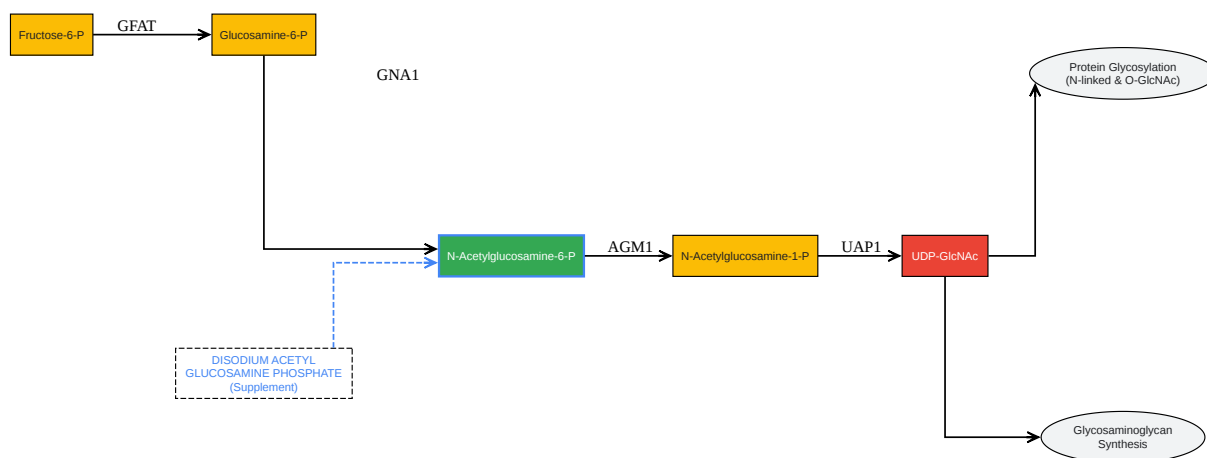 Fructose-6-P
GFAT
Glucosamine-6-P
GNA1
Protein Glycosylation
(N-linked & O-GlcNAc)
N-Acetylglucosamine-6-P
AGM1
N-Acetylglucosamine-1-P
UAP1
UDP-GlcNAc
DISODIUM ACETYL
GLUCOSAMINE PHOSPHATE
(Supplement)
Glycosaminoglycan
Synthesis